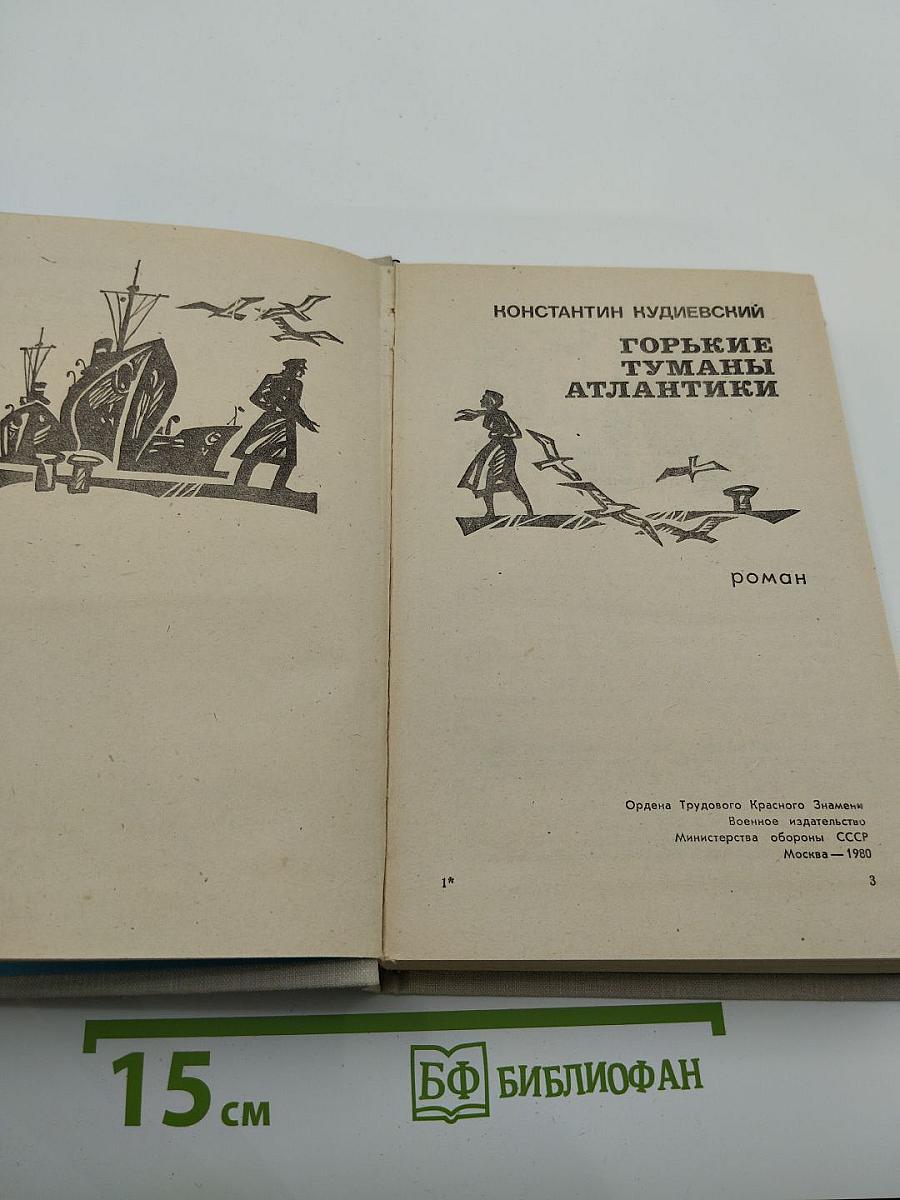 КОНСТАНТИН КУДИЕВСКИЙ
ГОРЬКИЕ
ТУМАНЫ
АТЛАНТИКИ
роман
Ордена Трудового Красного Знамени
Военное издательство
Министерства обороны СССР
Москва — 1980
1*
3
15 см
БФ БИБЛИОФАН